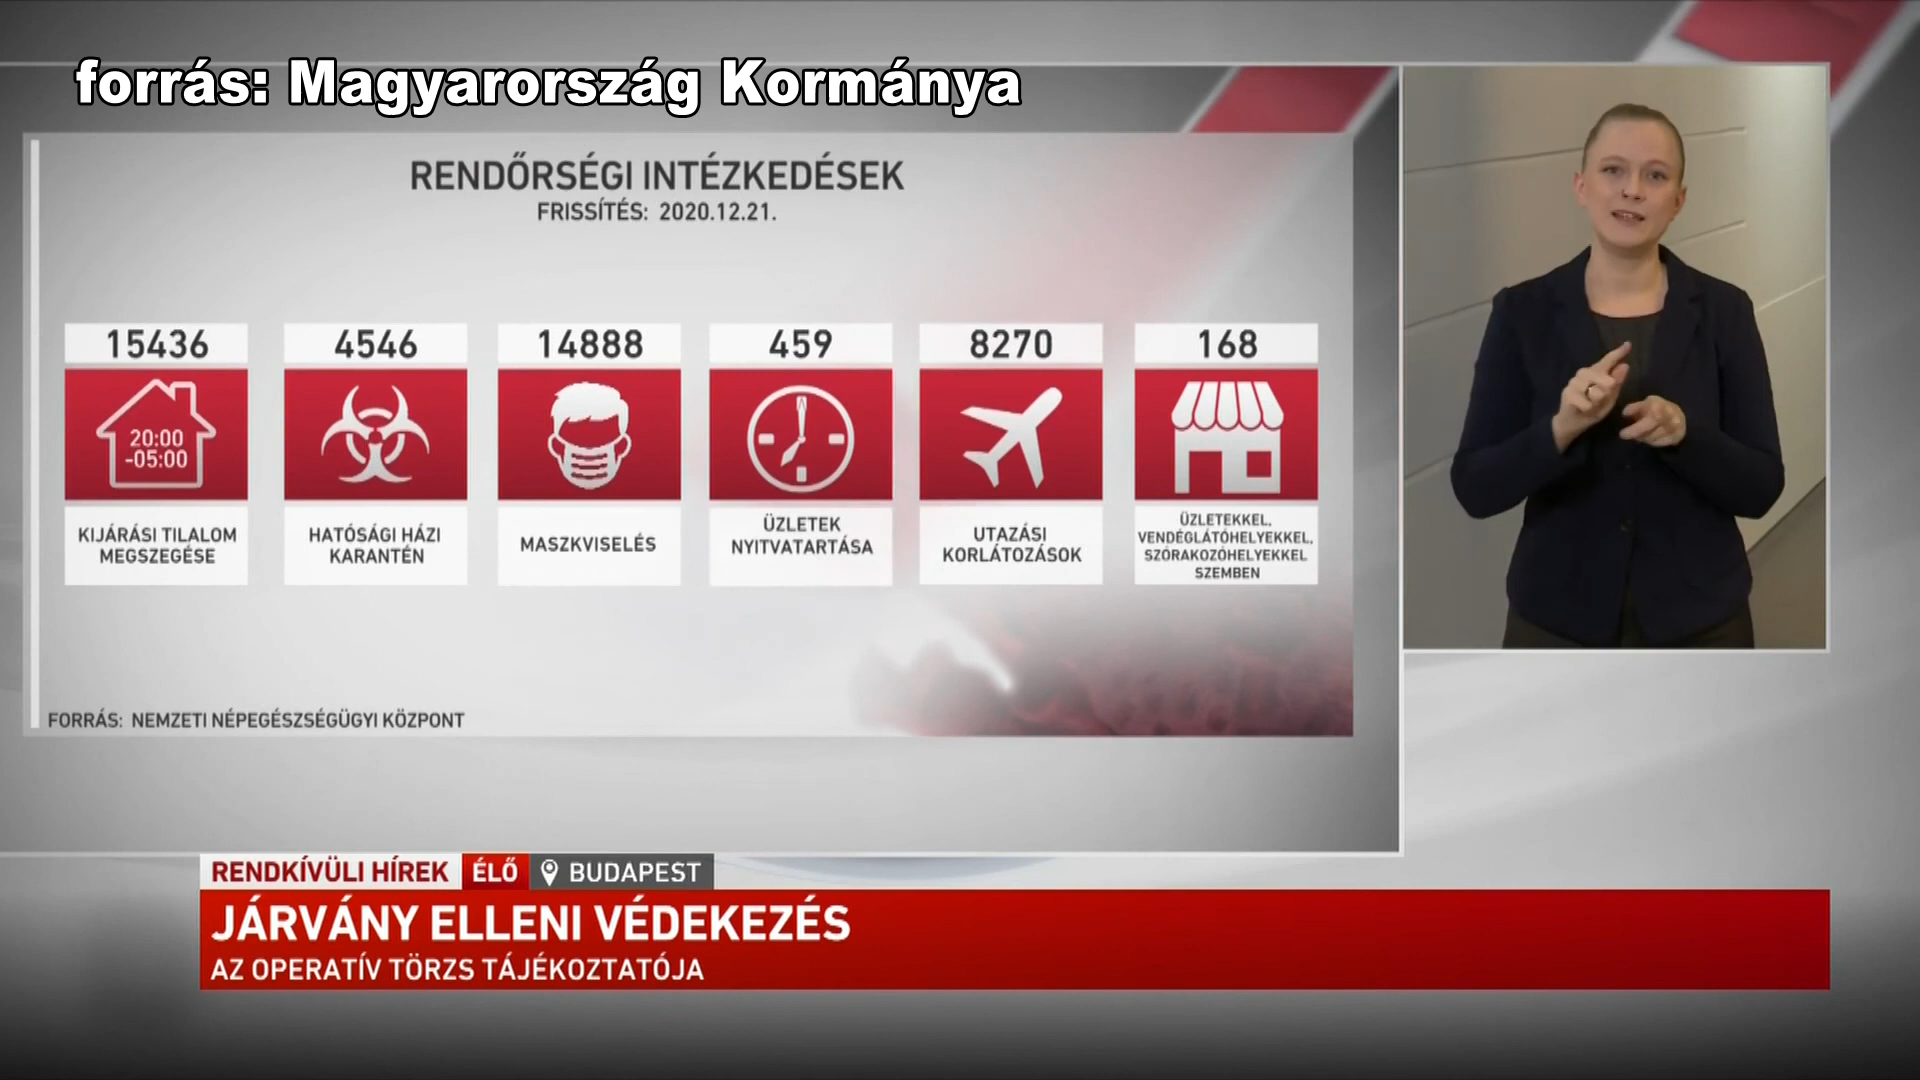 forrás: Magyarország Kormánya
RENDŐRSÉGI INTÉZKEDÉSEK
FRISSÍTÉS: 2020.12.21.
15436
20:00
-05:00
KIJÁRÁSI TILALOM
MEGSZEGÉSE
4546
HATÓSÁGI HÁZI
KARANTÉN
14888
MASZKVISELÉS
459
ÜZLETEK
NYITVATARTÁSA
8270
UTAZÁSI
KORLÁTOZÁSOK
168
ÜZLETEKKEL,
VENDÉGLÁTÓHELYEKKEL,
SZÓRAKOZÓHELYEKKEL
SZEMBEN
FORRÁS: NEMZETI NÉPEGÉSZSÉGÜGYI KÖZPONT
RENDKÍVÜLI HÍREK ÉLŐ BUDAPEST
JÁRVÁNY ELLENI VÉDEKEZÉS
AZ OPERATÍV TÖRZS TÁJÉKOZTATÓJA